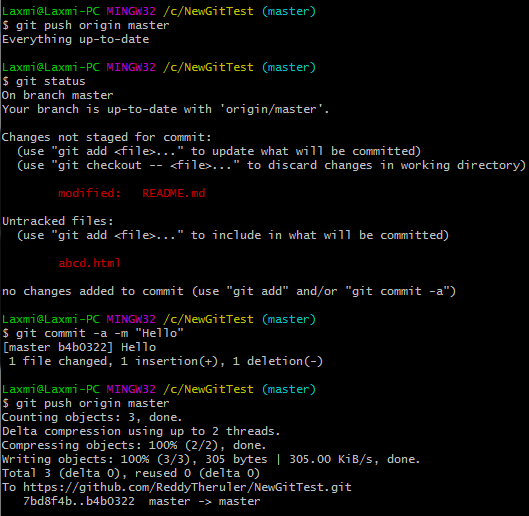 Laxmi@Laxmi-PC MINGW32 /c/NewGitTest (master)
$ git push origin master
Everything up-to-date
Laxmi@Laxmi-PC MINGW32 /c/NewGitTest (master)
$ git status
On branch master
Your branch is up-to-date with 'origin/master'.
Changes not staged for commit:
  (use "git add <file>..." to update what will be committed)
  (use "git checkout -- <file>..." to discard changes in working directory)
        modified:   README.md
Untracked files:
  (use "git add <file>..." to include in what will be committed)
        abcd.html
no changes added to commit (use "git add" and/or "git commit -a")
Laxmi@Laxmi-PC MINGW32 /c/NewGitTest (master)
$ git commit -a -m "Hello"
[master b4b0322] Hello
 1 file changed, 1 insertion(+), 1 deletion(-)
Laxmi@Laxmi-PC MINGW32 /c/NewGitTest (master)
$ git push origin master
Counting objects: 3, done.
Delta compression using up to 2 threads.
Compressing objects: 100% (2/2), done.
Writing objects: 100% (3/3), 305 bytes | 305.00 KiB/s, done.
Total 3 (delta 0), reused 0 (delta 0)
To https://github.com/ReddyTheruler/NewGitTest.git
   7bd8f4b..b4b0322  master -> master